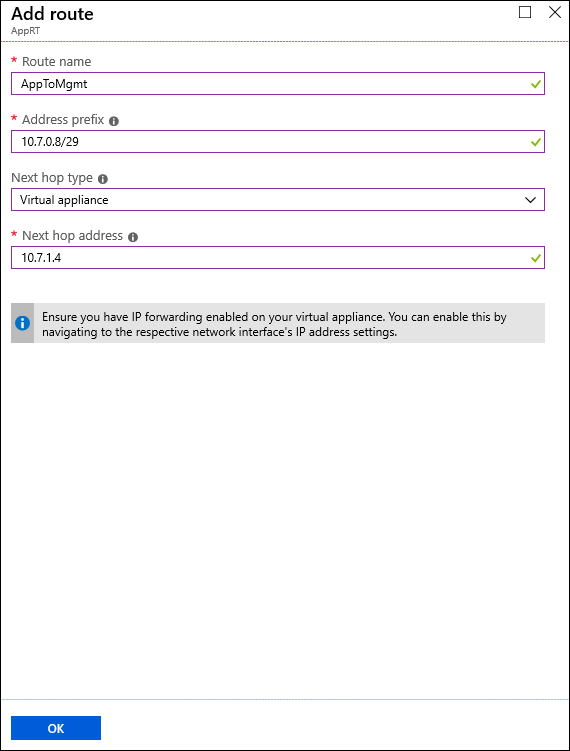 Add route
AppRT
* Route name
AppToMgmt
* Address prefix
10.7.0.8/29
Next hop type
Virtual appliance
* Next hop address
10.7.1.4
Ensure you have IP forwarding enabled on your virtual appliance. You can enable this by
navigating to the respective network interface's IP address settings.
OK